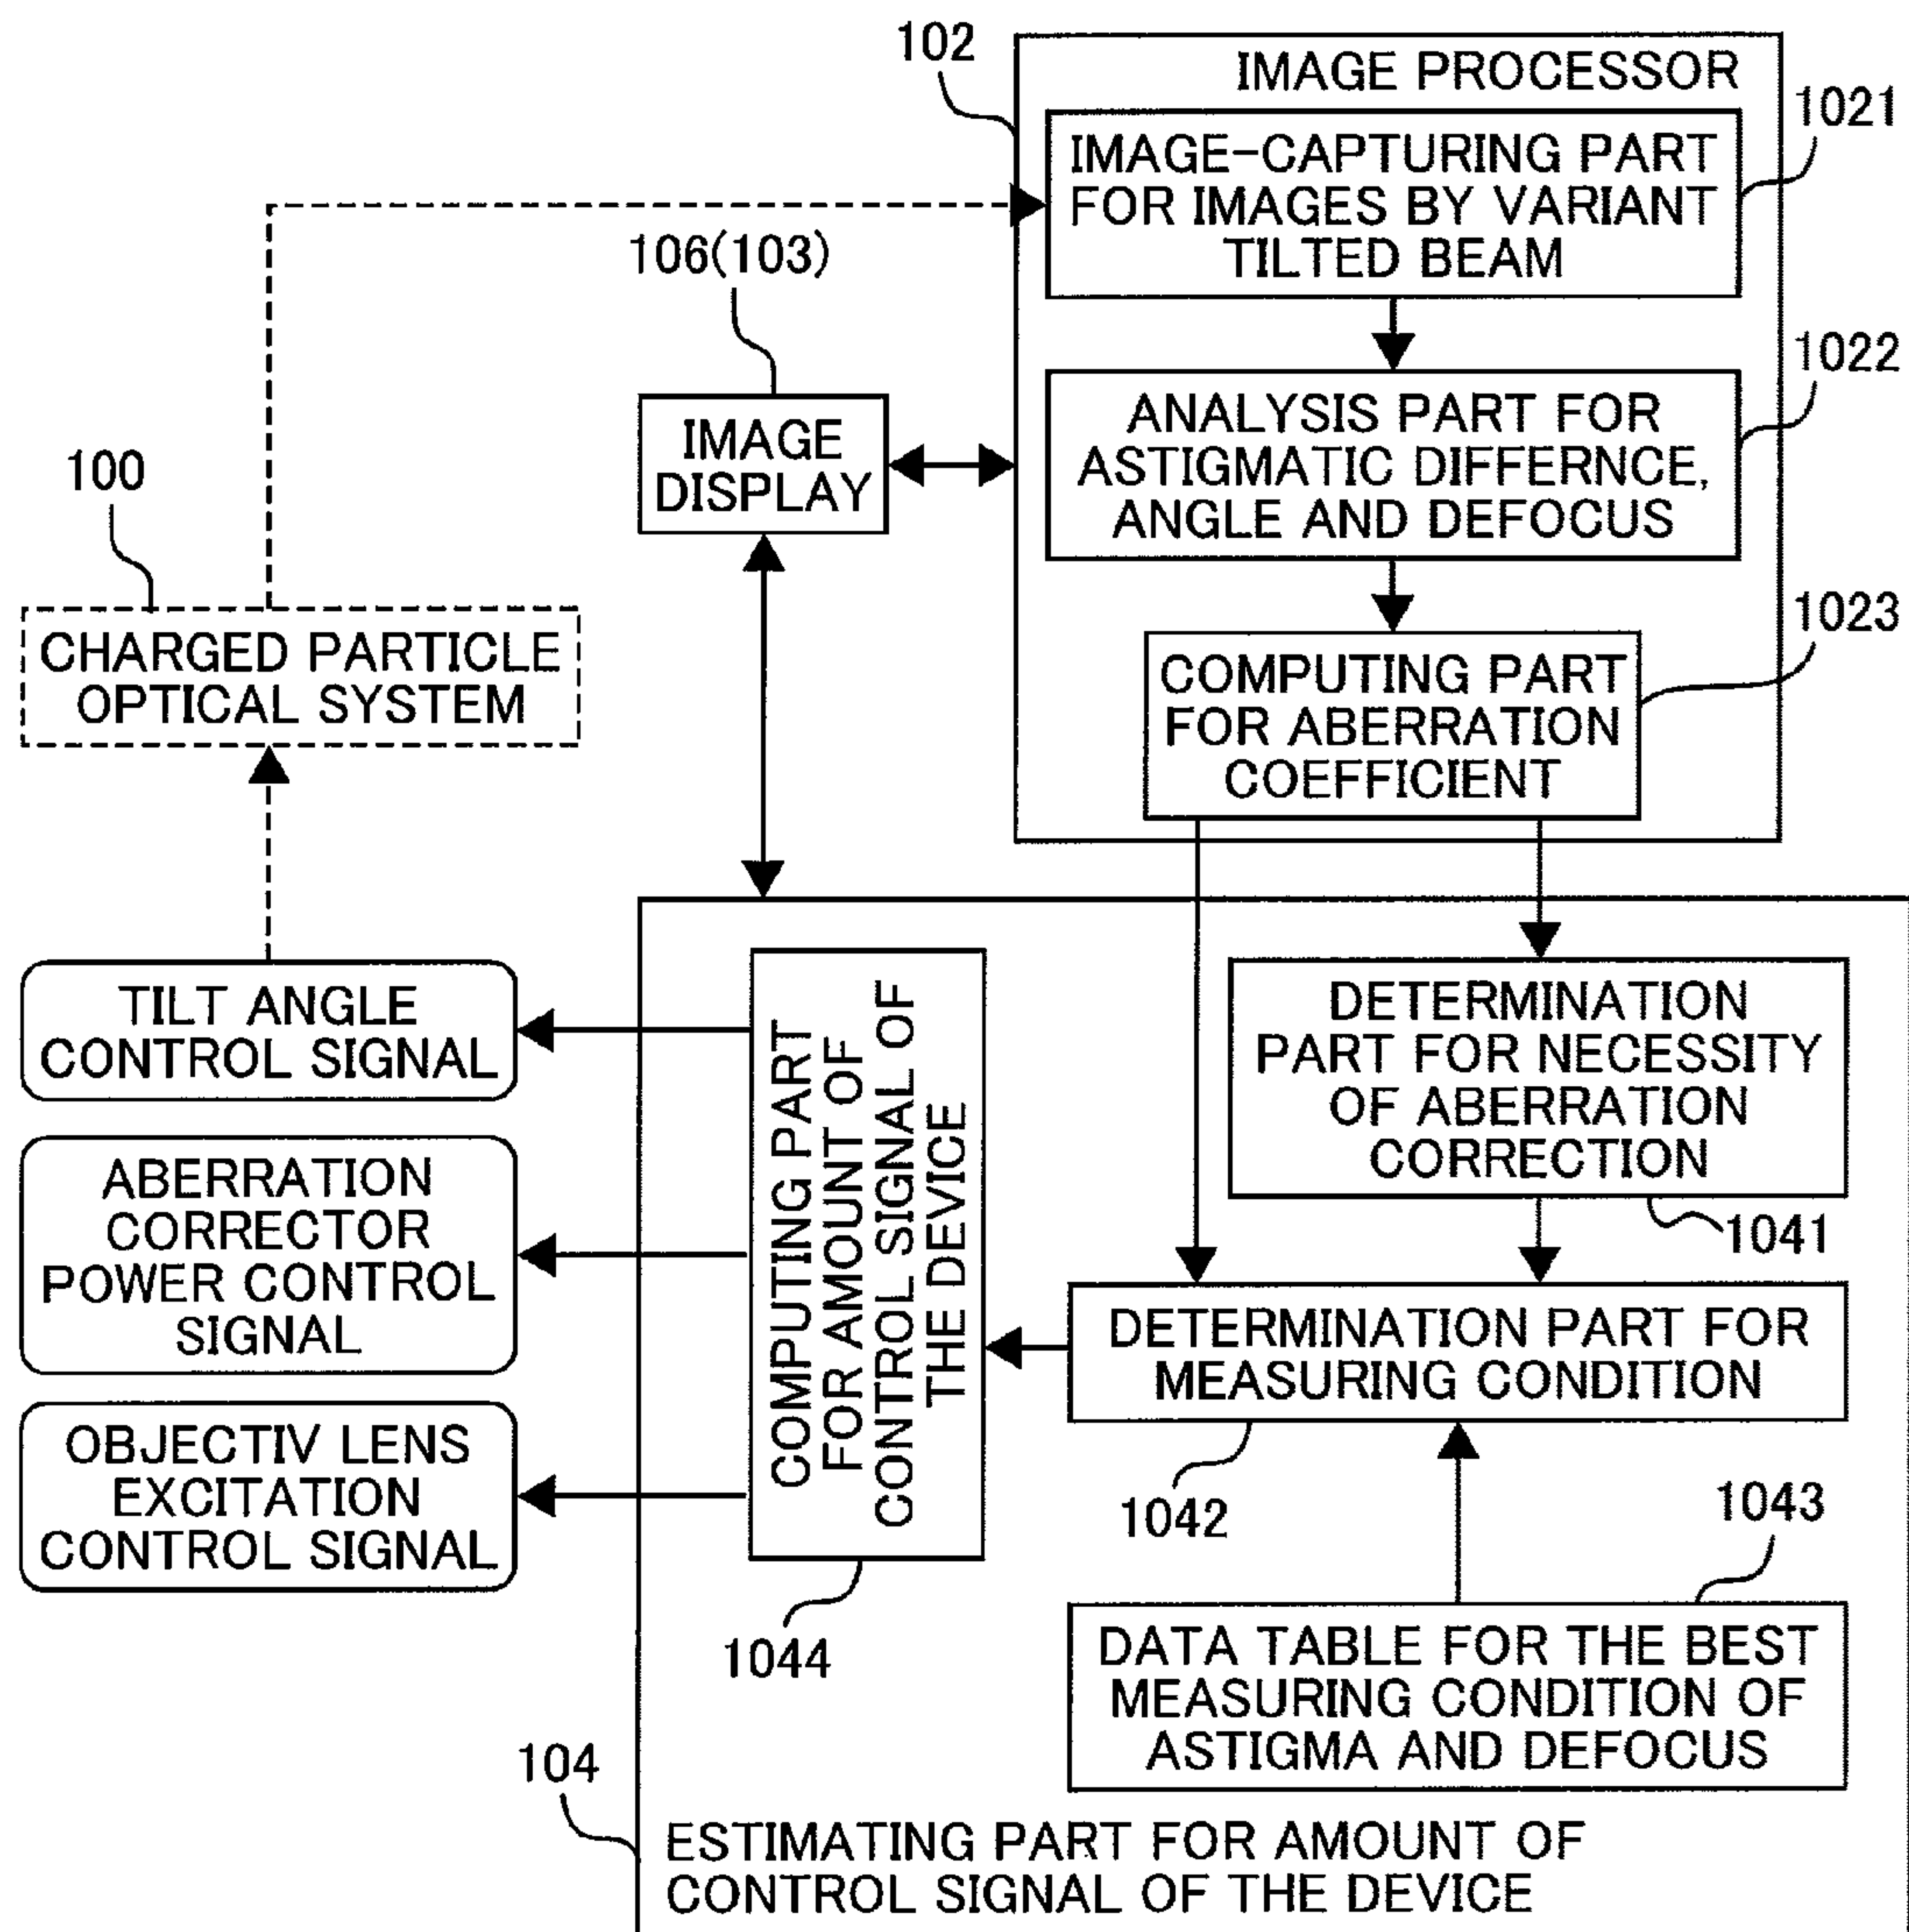 102
IMAGE PROCESSOR
1021
IMAGE-CAPTURING PART
FOR IMAGES BY VARIANT
TILTED BEAM
106(103)
IMAGE
DISPLAY
1022
ANALYSIS PART FOR
ASTIGMATIC DIFFERNCE,
ANGLE AND DEFOCUS
100
CHARGED PARTICLE
OPTICAL SYSTEM
1023
COMPUTING PART
FOR ABERRATION
COEFFICIENT
TILT ANGLE
CONTROL SIGNAL
ABERRATION
CORRECTOR
POWER CONTROL
SIGNAL
OBJECTIV LENS
EXCITATION
CONTROL SIGNAL
COMPUTING PART
FOR AMOUNT OF
CONTROL SIGNAL OF
THE DEVICE
1044
DETERMINATION
PART FOR NECESSITY
OF ABERRATION
CORRECTION
1041
DETERMINATION PART FOR
MEASURING CONDITION
1042
1043
DATA TABLE FOR THE BEST
MEASURING CONDITION OF
ASTIGMA AND DEFOCUS
104
ESTIMATING PART FOR AMOUNT OF
CONTROL SIGNAL OF THE DEVICE